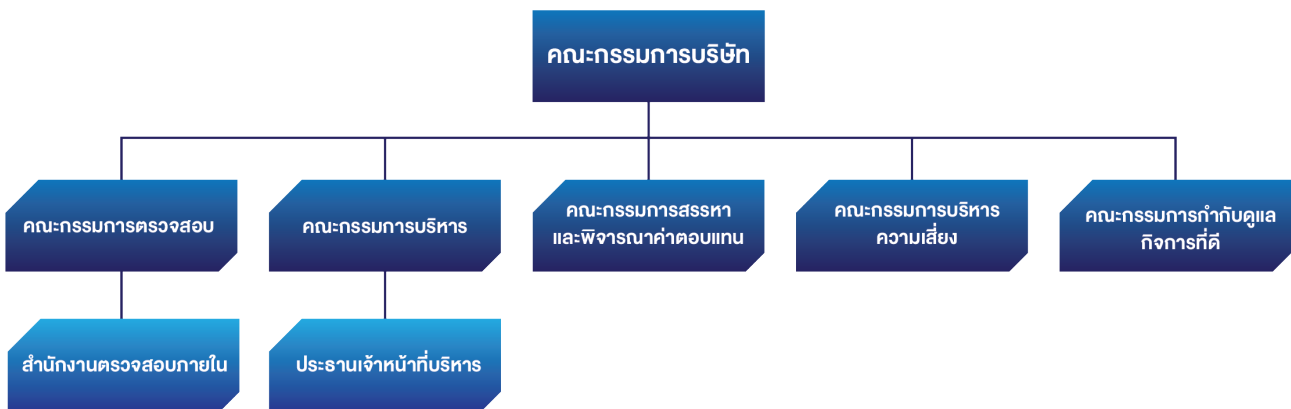 คณะกรรมการบริษัท
คณะกรรมการตรวจสอบ
คณะกรรมการบริหาร
คณะกรรมการสรรหา
และพิจารณาค่าตอบแทน
คณะกรรมการบริหาร
ความเสี่ยง
คณะกรรมการกำกับดูแล
กิจการที่ดี
สำนักงานตรวจสอบภายใน
ประธานเจ้าหน้าที่บริหาร